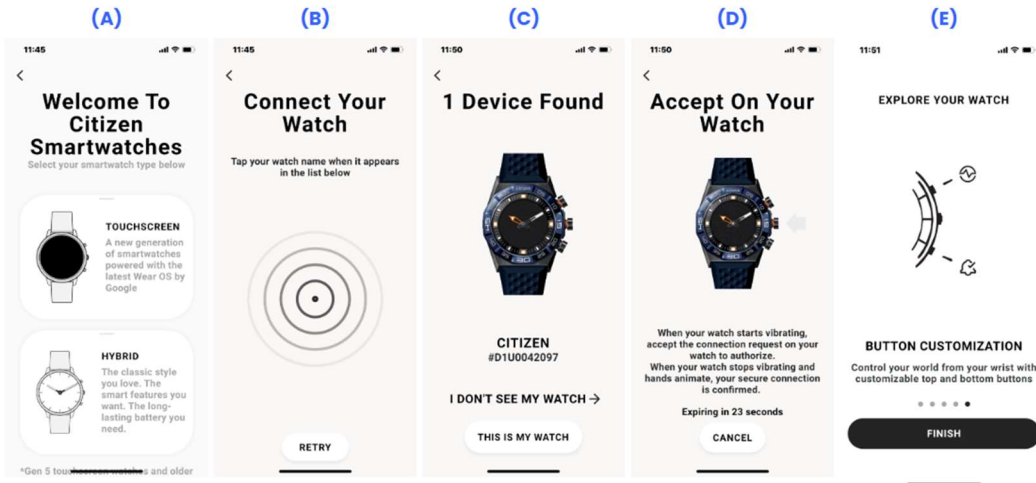 (A)
11:45
Welcome To
Citizen
Smartwatches
Select your smartwatch type below
TOUCHSCREEN
A new generation
of smartwatches
powered with the
latest Wear OS by
Google
HYBRID
The classic style
you love. The
smart features you
want. The long-
lasting battery you
need.
*Gen 5 touchscreen watches and older
(B)
11:45
Connect Your
Watch
Tap your watch name when it appears
in the list below
RETRY
(C)
11:50
1 Device Found
CITIZEN
#D1U0042097
I DON'T SEE MY WATCH →
THIS IS MY WATCH
(D)
11:50
Accept On Your
Watch
When your watch starts vibrating,
accept the connection request on your
watch to authorize.
When your watch stops vibrating and
hands animate, your secure connection
is confirmed.
Expiring in 23 seconds
CANCEL
(E)
11:51
EXPLORE YOUR WATCH
BUTTON CUSTOMIZATION
Control your world from your wrist with
customizable top and bottom buttons
FINISH